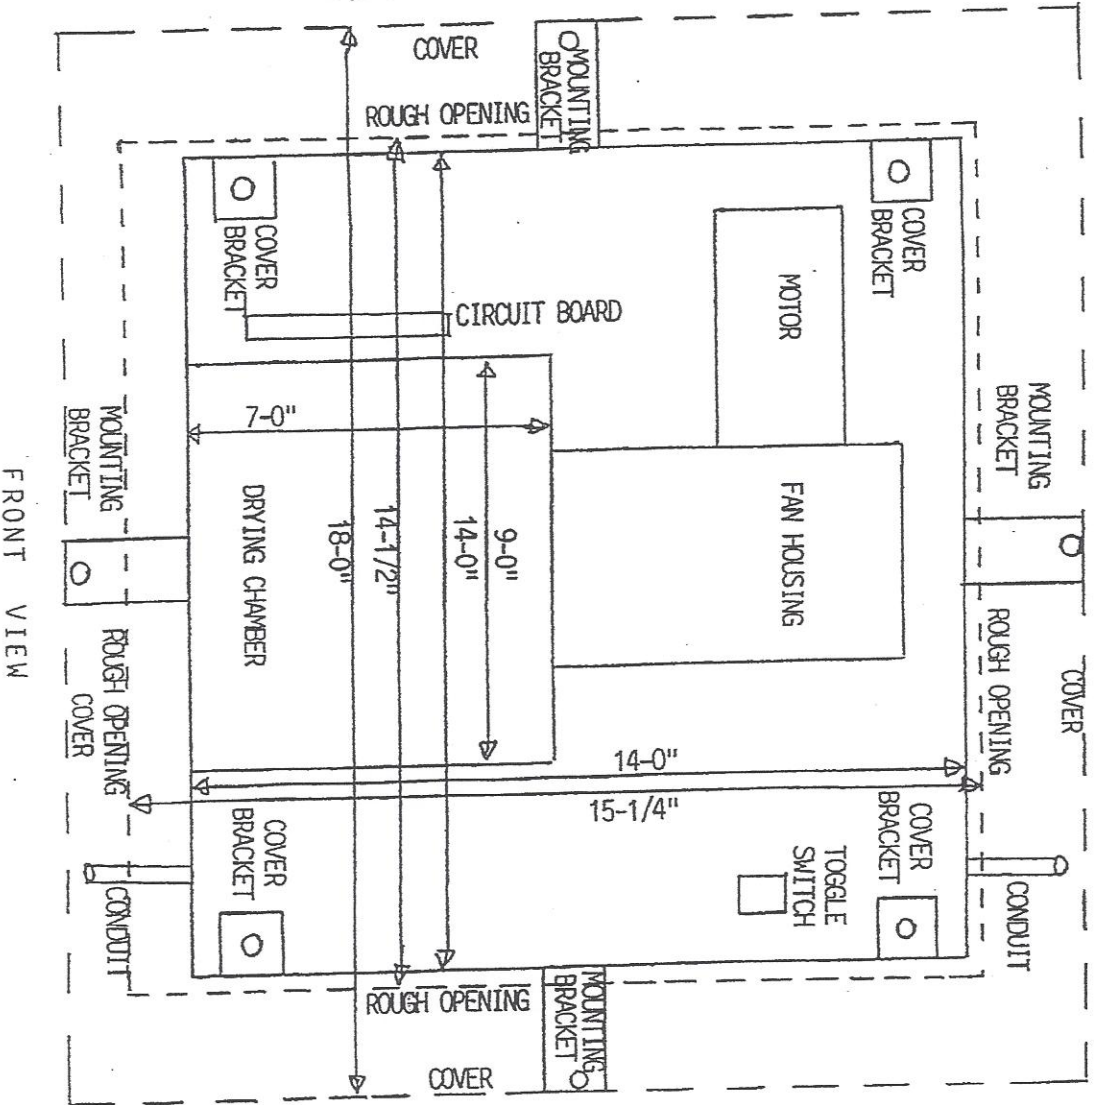 COVER
MOUNTING
BRACKET
ROUGH OPENING
COVER
BRACKET
COVER
BRACKET
CIRCUIT BOARD
MOTOR
7-0"
MOUNTING
BRACKET
MOUNTING
BRACKET
DRYING CHAMBER
18-0"
14-1/2"
14-0"
9-0"
FAN HOUSING
FRONT VIEW
ROUGH OPENING
COVER
ROUGH OPENING
COVER
14-0"
15-1/4"
COVER
BRACKET
TOGGLE
SWITCH
COVER
BRACKET
CONDUIT
CONDUIT
ROUGH OPENING
MOUNTING
BRACKET
COVER